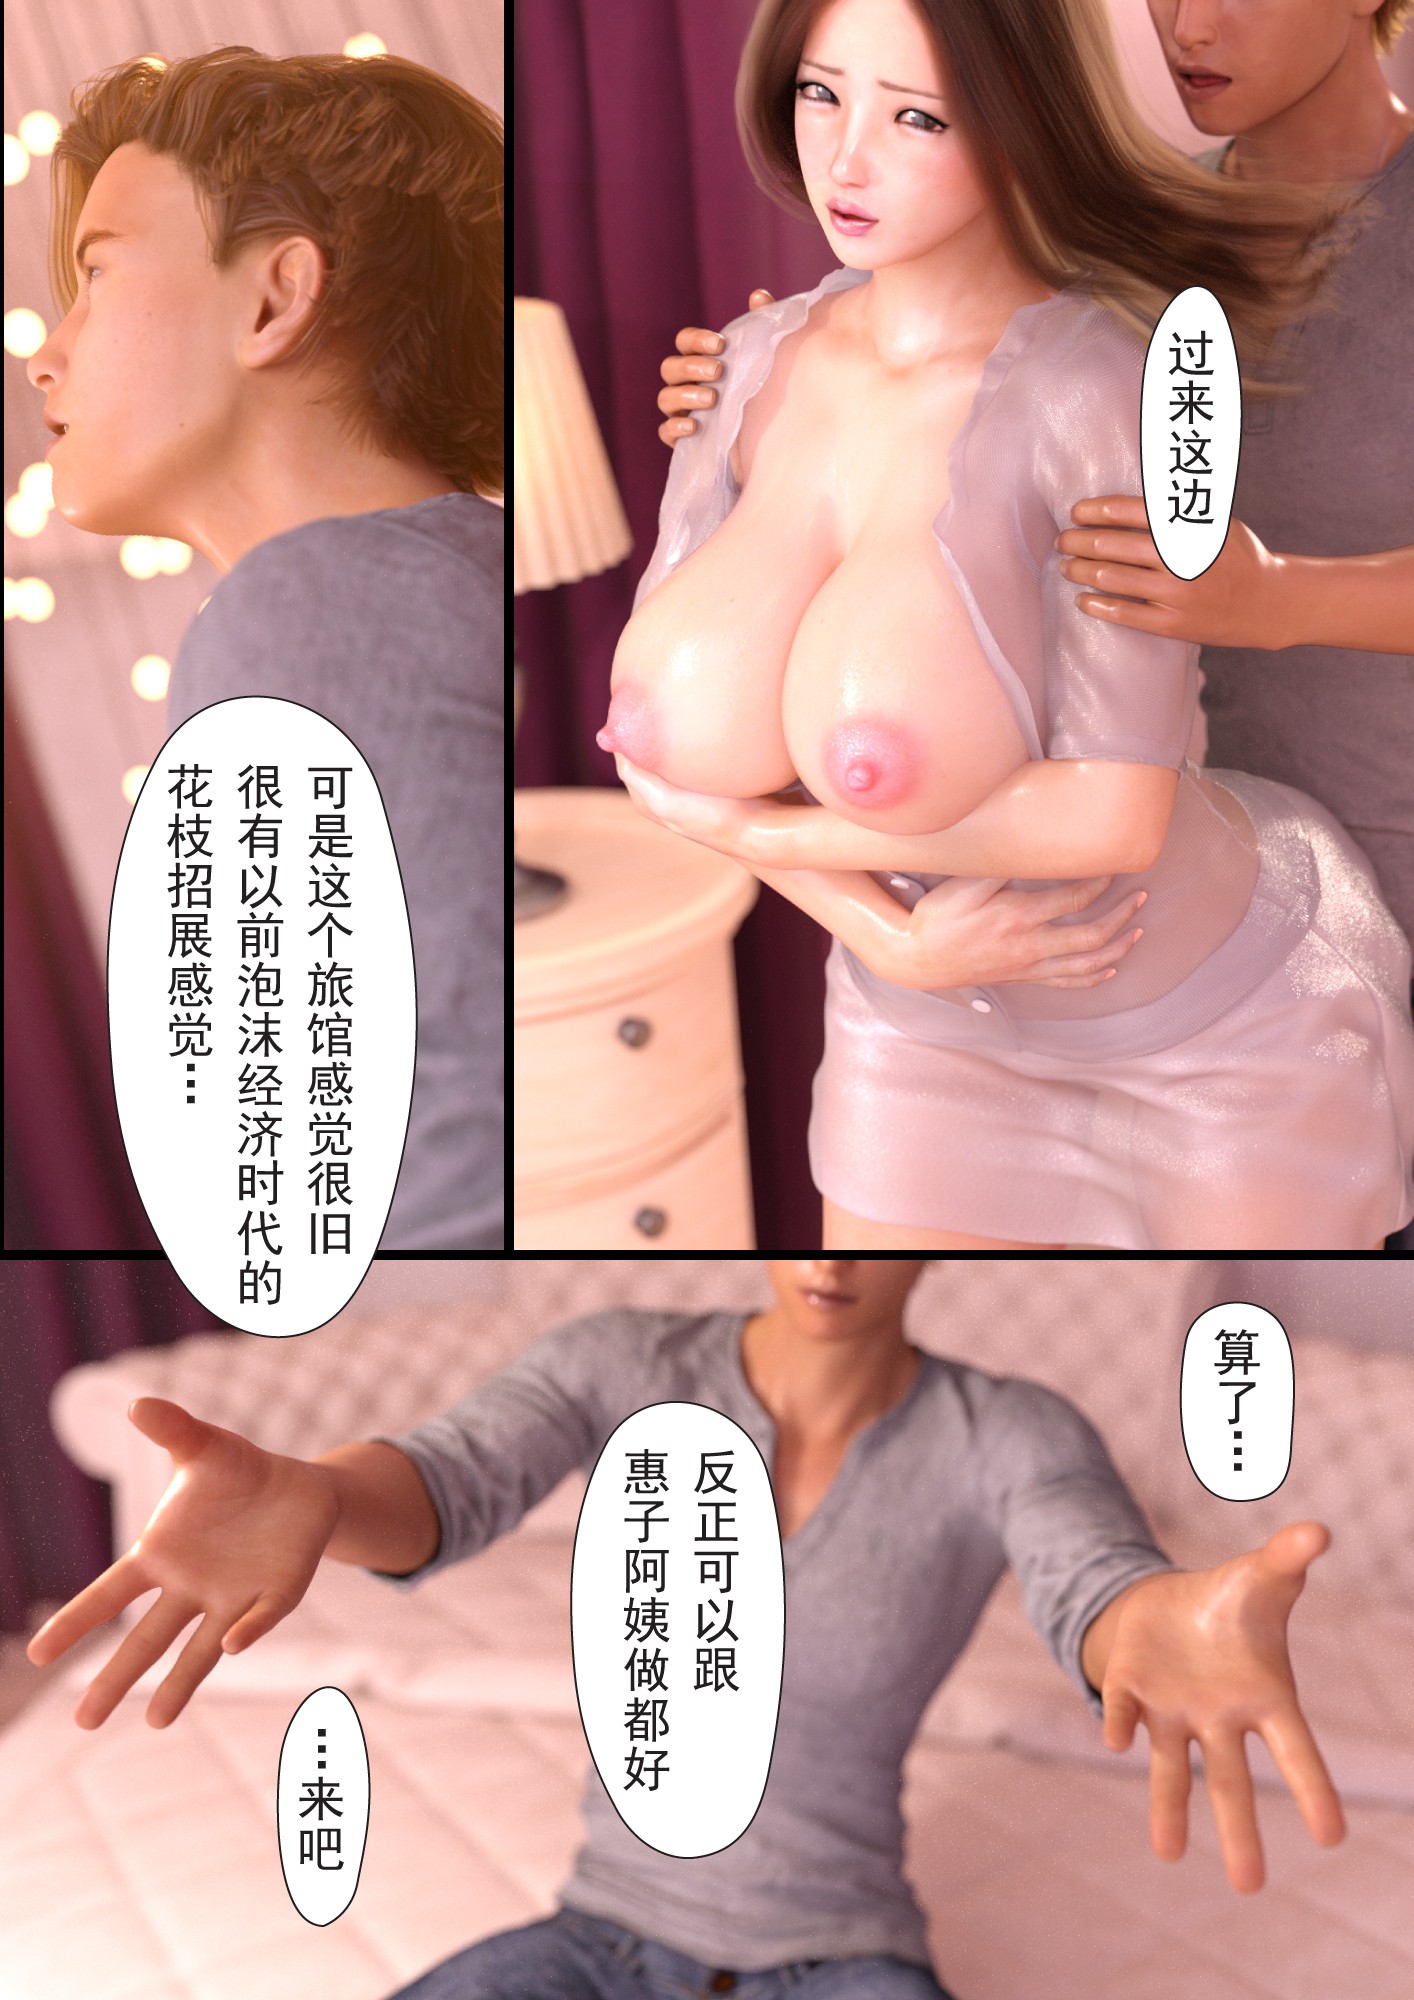 过来这边
可是这个旅馆感觉很旧
很有以前泡沫经济时代的
花枝招展感觉…
算了…
反正可以跟
惠子阿姨做都好
…来吧